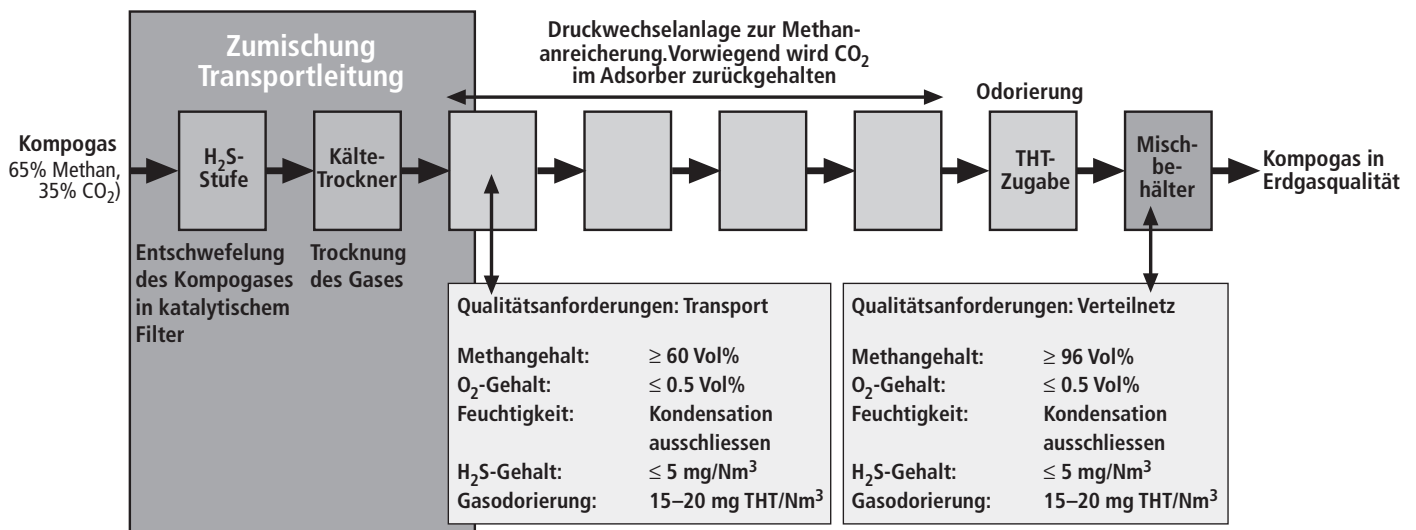 Zumischung
Transportleitung
Druckwechselanlage zur Methan-
anreicherung.Vorwiegend wird CO2
im Adsorber zurückgehalten
Odorierung
Kompogas
65% Methan,
35% CO2)
H2S-
Stufe
Kälte-
Trockner
THT-
Zugabe
Misch-
be-
hälter
Kompogas in
Erdgasqualität
Entschwefelung
des Kompogases
in katalytischem
Filter
Trocknung
des Gases
Qualitätsanforderungen: Transport
Methangehalt: ≥ 60 Vol%
O2-Gehalt: ≤ 0.5 Vol%
Feuchtigkeit: Kondensation
ausschliessen
H2S-Gehalt: ≤ 5 mg/Nm3
Gasodorierung: 15–20 mg THT/Nm3
Qualitätsanforderungen: Verteilnetz
Methangehalt: ≥ 96 Vol%
O2-Gehalt: ≤ 0.5 Vol%
Feuchtigkeit: Kondensation
ausschliessen
H2S-Gehalt: ≤ 5 mg/Nm3
Gasodorierung: 15–20 mg THT/Nm3